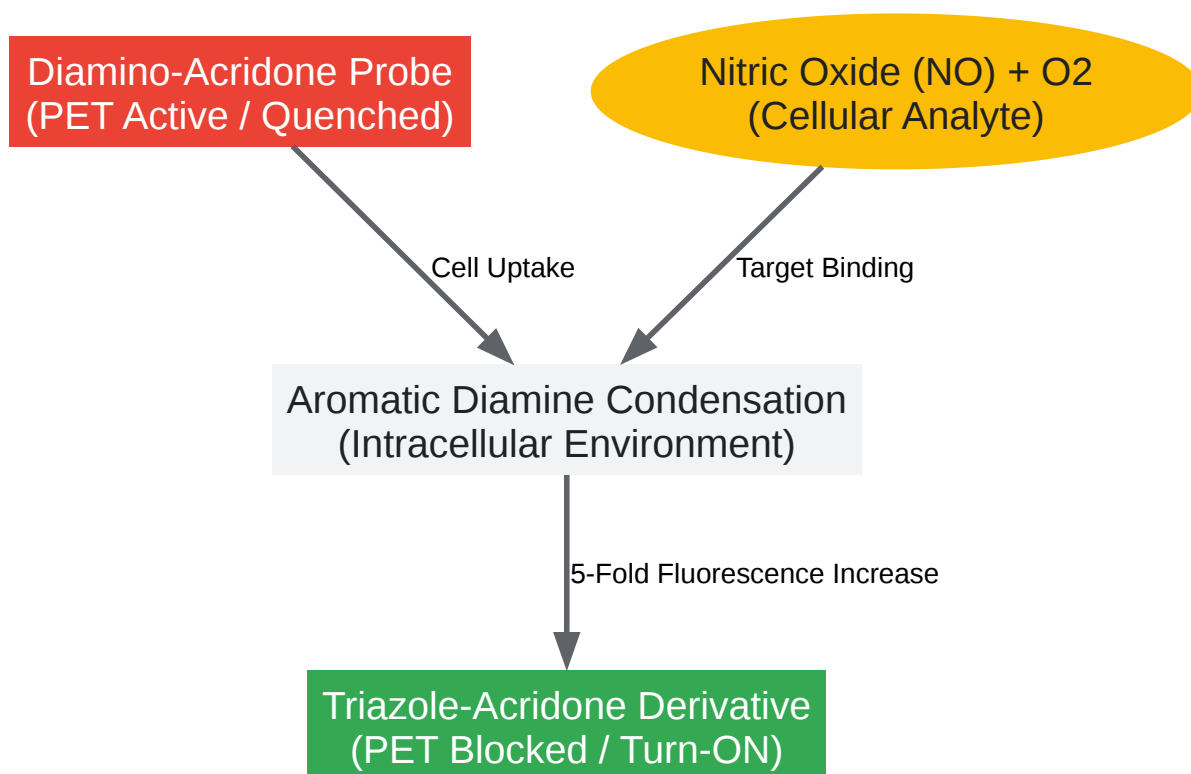 Diamino-Acridone Probe
(PET Active / Quenched)
Nitric Oxide (NO) + O2
(Cellular Analyte)
Cell Uptake
Target Binding
Aromatic Diamine Condensation
(Intracellular Environment)
5-Fold Fluorescence Increase
Triazole-Acridone Derivative
(PET Blocked / Turn-ON)